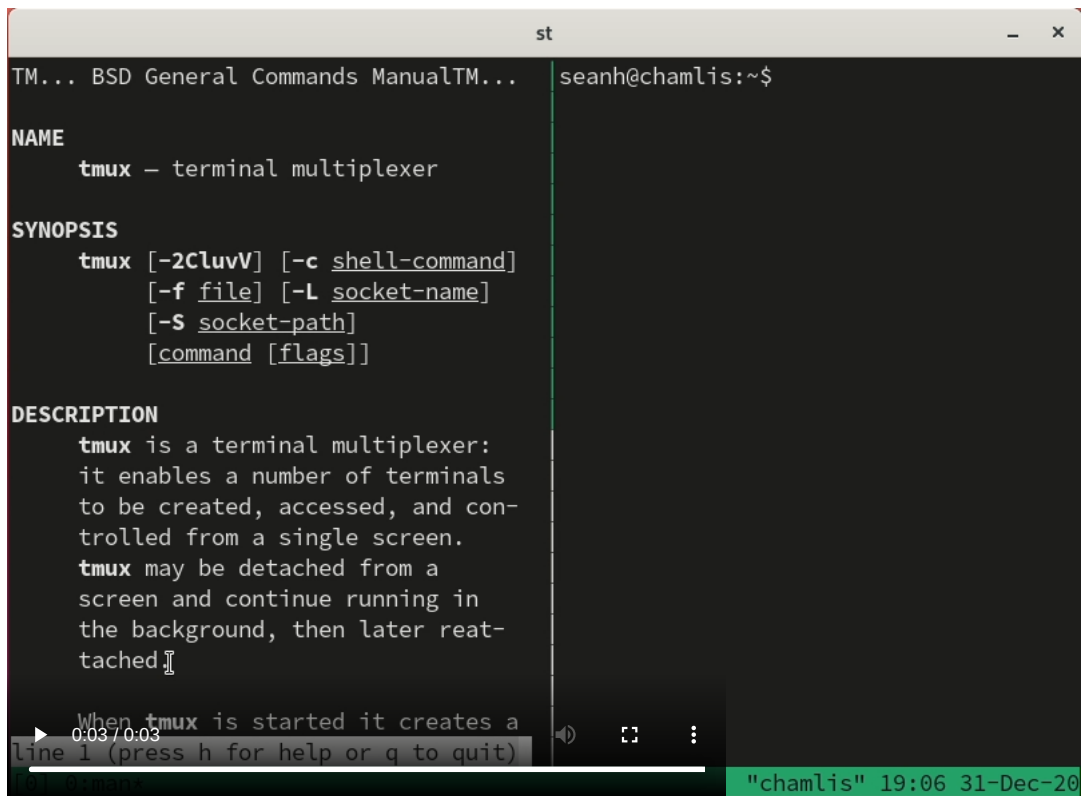 st
TM... BSD General Commands ManualTM...
NAME
tmux — terminal multiplexer
SYNOPSIS
tmux [-2CluvV] [-c shell-command]
[-f file] [-L socket-name]
[-S socket-path]
[command [flags]]
DESCRIPTION
tmux is a terminal multiplexer:
it enables a number of terminals
to be created, accessed, and con-
trolled from a single screen.
tmux may be detached from a
screen and continue running in
the background, then later reat-
tached.
When tmux is started it creates a
line 1 (press h for help or q to quit)
seanh@chamlis:~$
0:03 / 0:03
[0] 0:man* "chamlis" 19:06 31-Dec-20